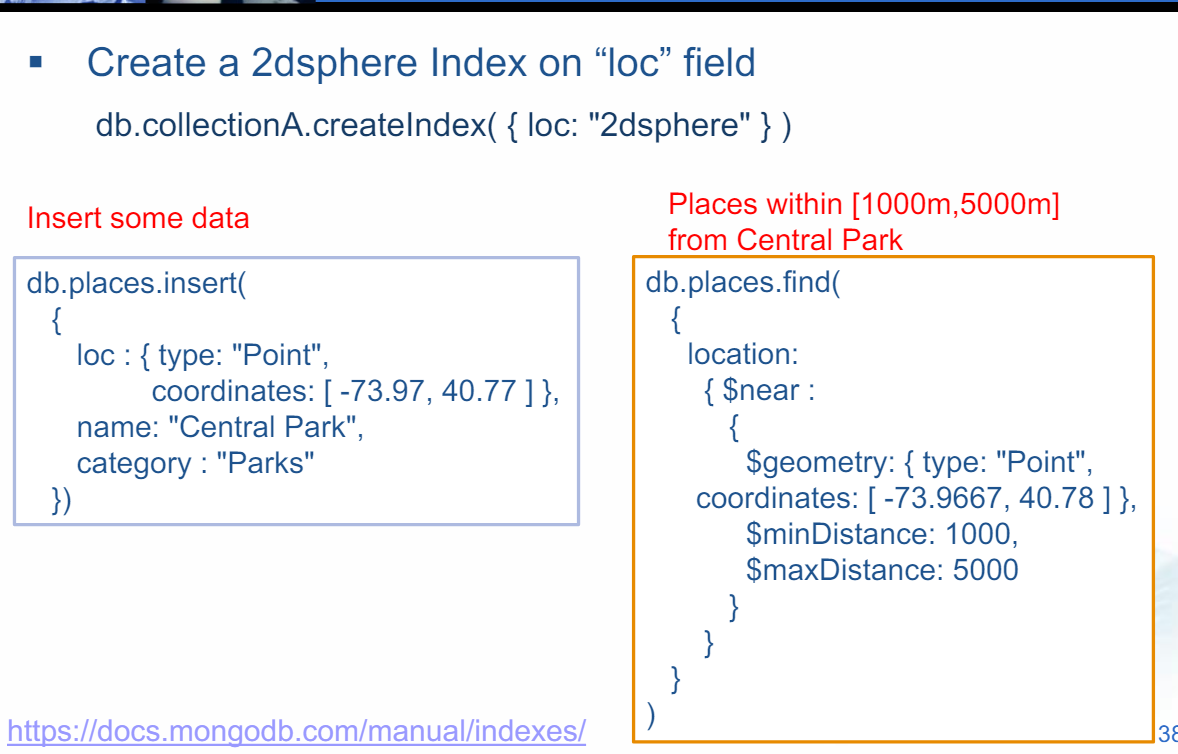 ▪ Create a 2dsphere Index on “loc” field
db.collectionA.createIndex( { loc: "2dsphere" } )
Insert some data
db.places.insert(
{
loc : { type: "Point",
coordinates: [ -73.97, 40.77 ] },
name: "Central Park",
category : "Parks"
})
Places within [1000m,5000m]
from Central Park
db.places.find(
{
location:
{ $near :
{
$geometry: { type: "Point",
coordinates: [ -73.9667, 40.78 ] },
$minDistance: 1000,
$maxDistance: 5000
}
}
}
)
https://docs.mongodb.com/manual/indexes/
38